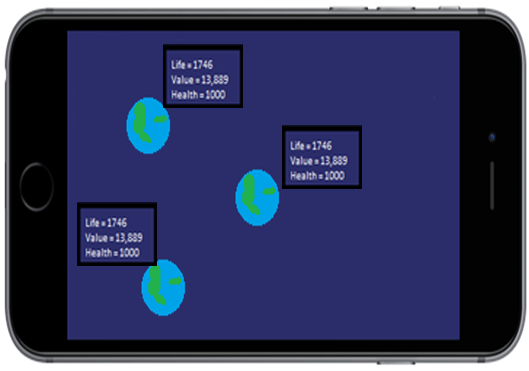 Life = 1746
Value = 13,889
Health = 1000
Life = 1746
Value = 13,889
Health = 1000
Life = 1746
Value = 13,889
Health = 1000